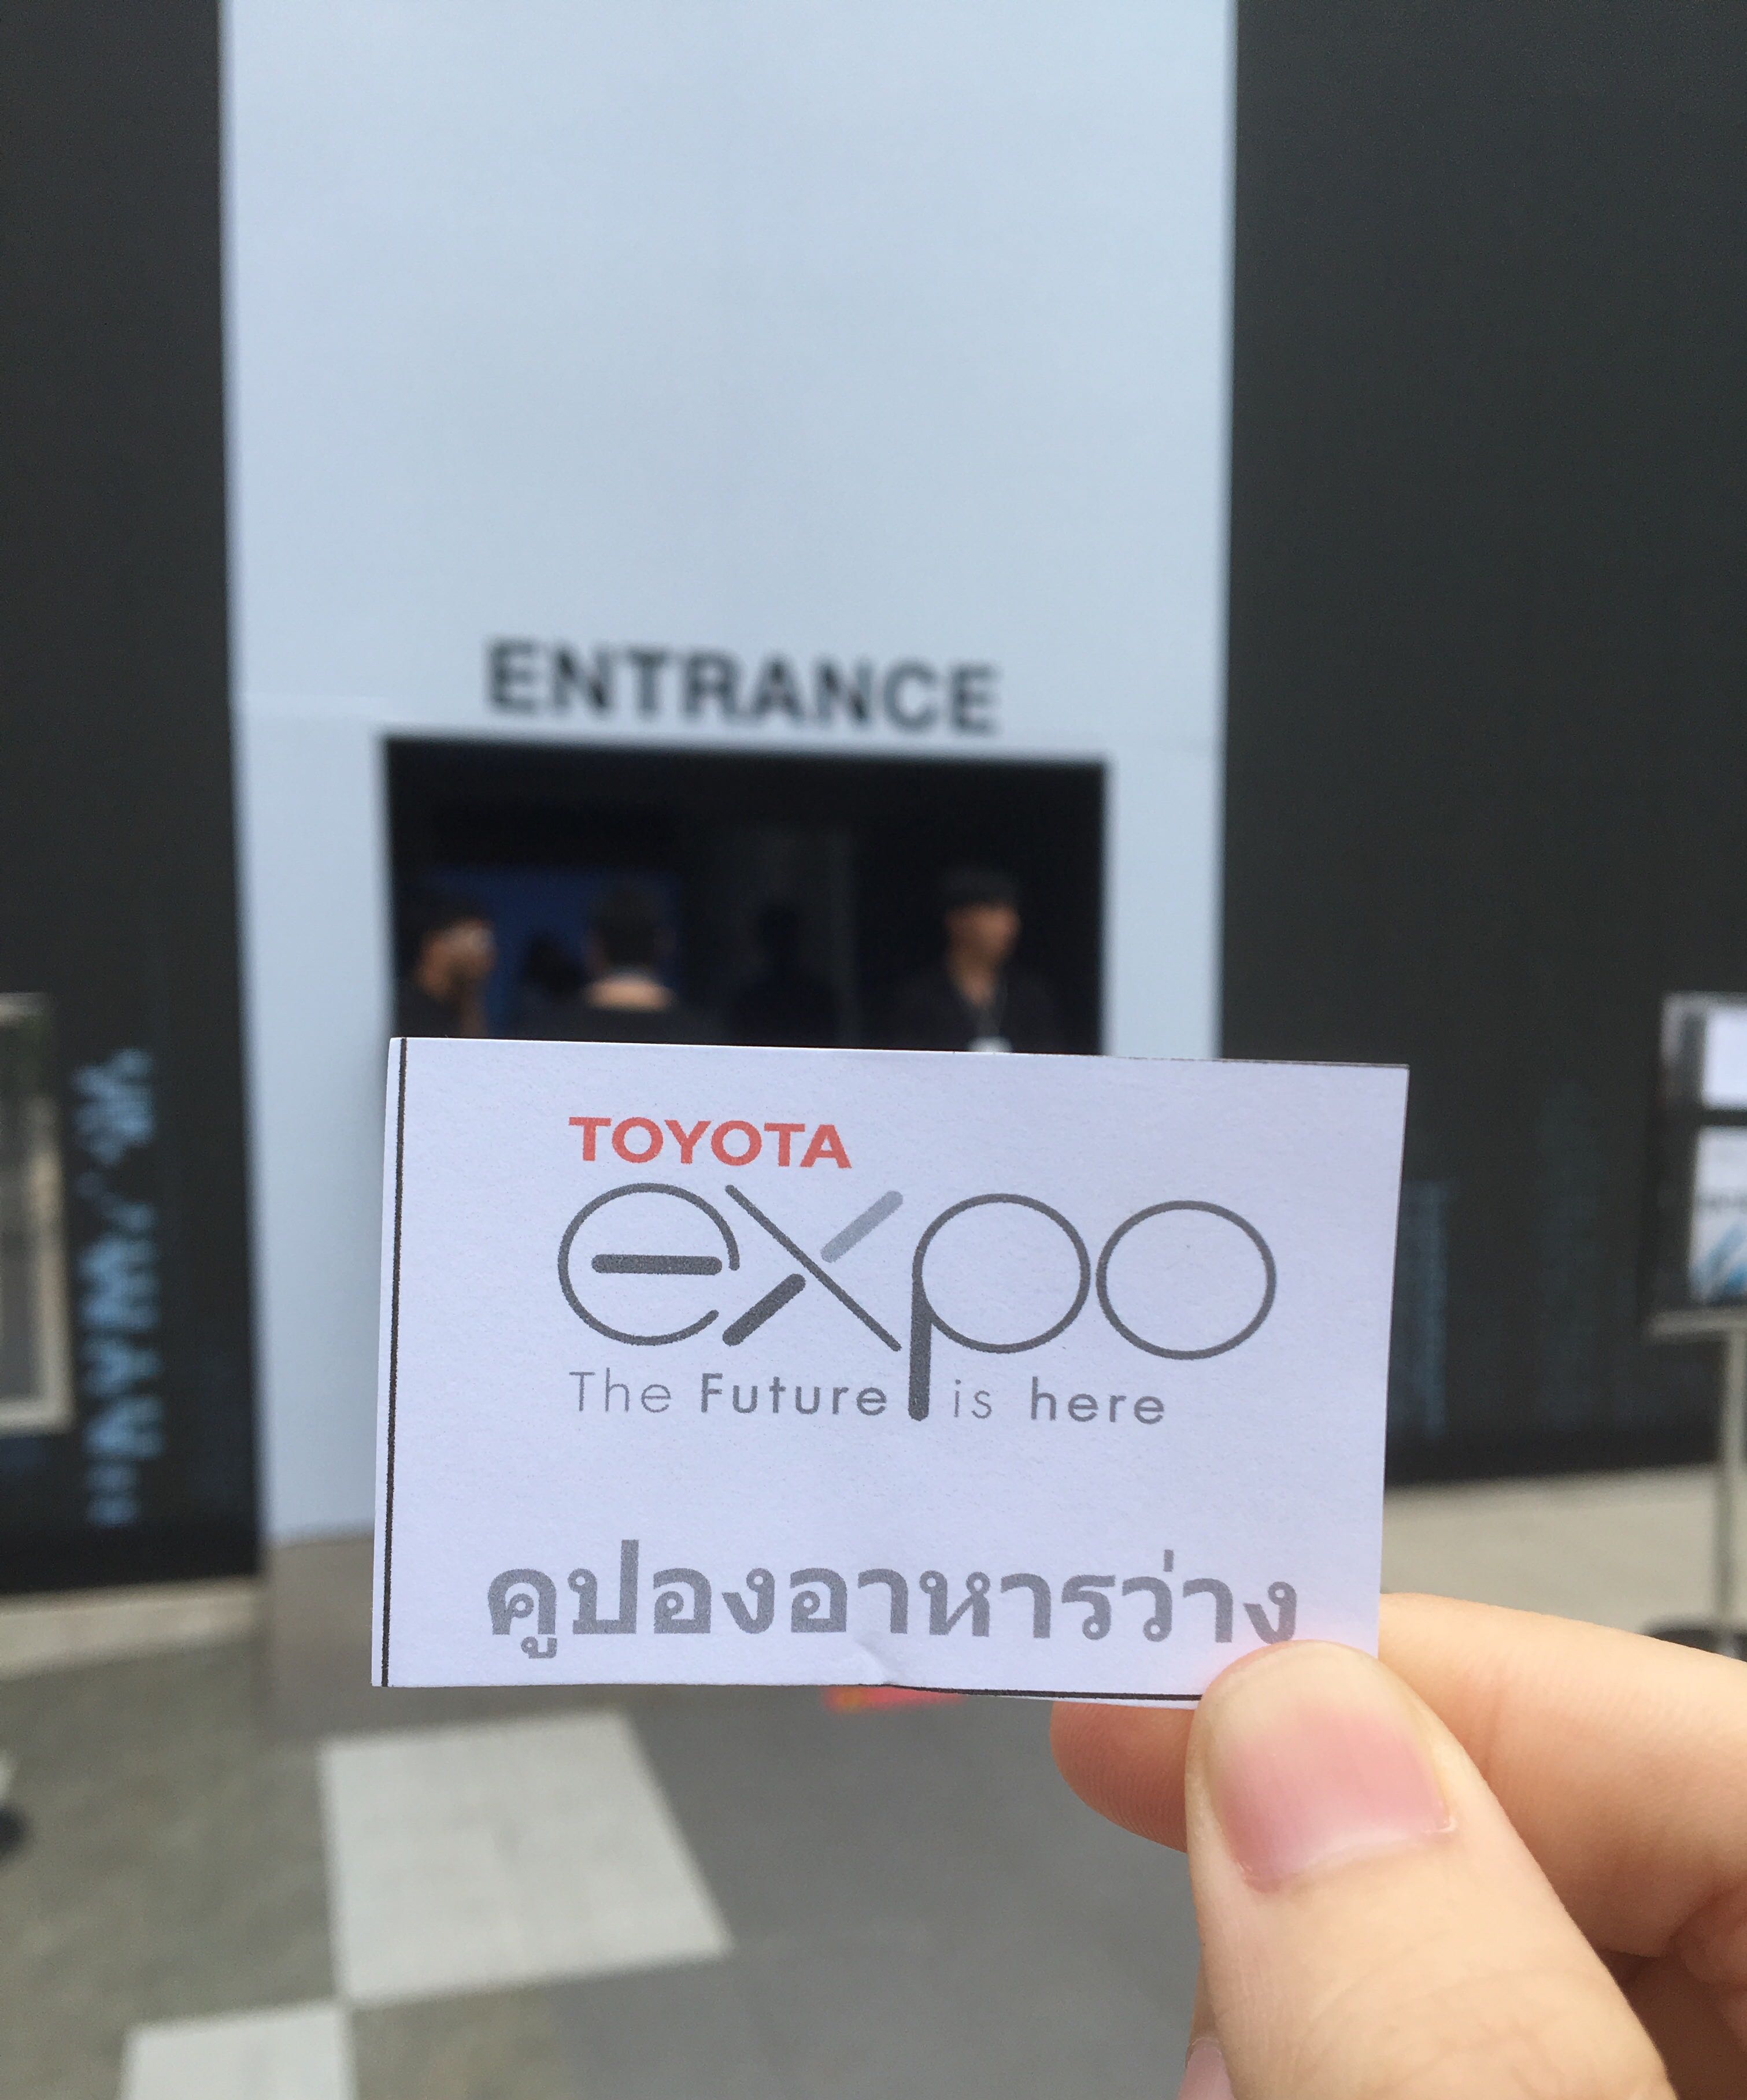 ENTRANCE
TOYOTA
expo
The Future is here
คูปองอาหารว่าง